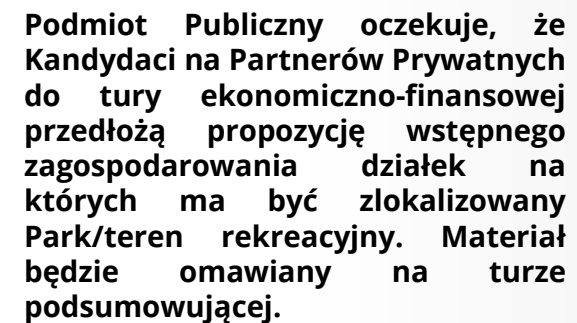 Podmiot Publiczny oczekuje, że
Kandydaci na Partnerów Prywatnych
do tury ekonomiczno-finansowej
przedłożą propozycję wstępnego
zagospodarowania działek na
których ma być zlokalizowany
Park/teren rekreacyjny. Materiał
będzie omawiany na turze
podsumowującej.